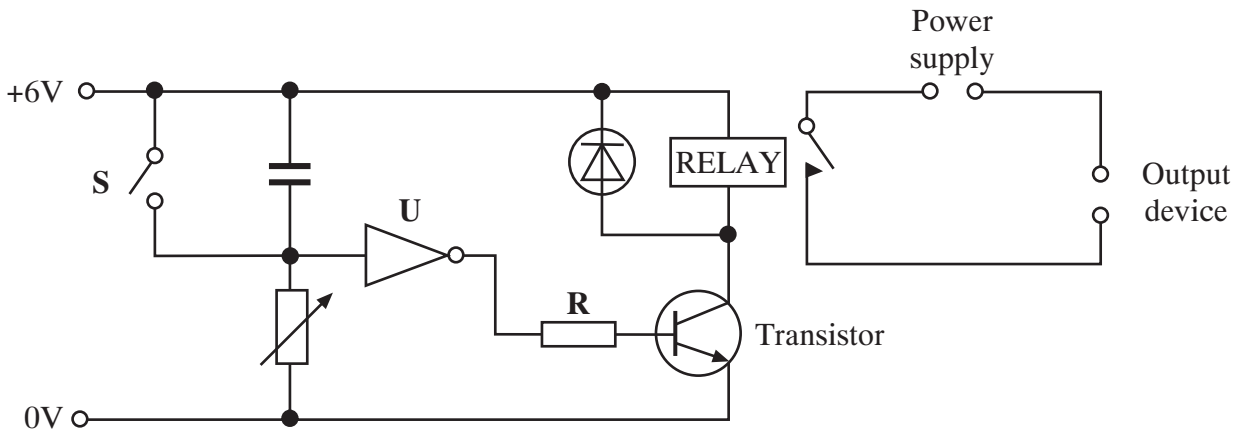 Power
supply
+6V
S
RELAY
Output
device
U
R
Transistor
0V